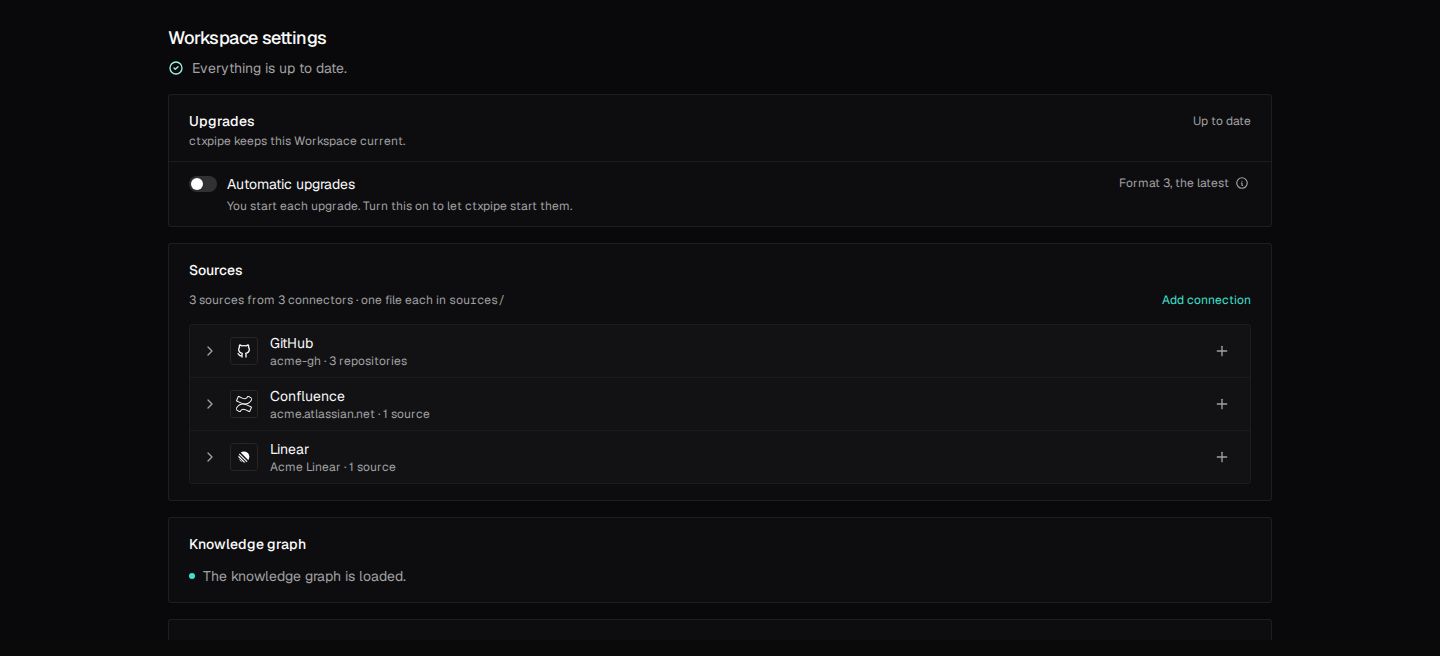 Workspace settings
Everything is up to date.
Upgrades
Up to date
ctxpipe keeps this Workspace current.
Automatic upgrades
Format 3, the latest
You start each upgrade. Turn this on to let ctxpipe start them.
Sources
3 sources from 3 connectors · one file each in sources/
Add connection
GitHub
acme-gh · 3 repositories
Confluence
acme.atlassian.net · 1 source
Linear
Acme Linear · 1 source
Knowledge graph
The knowledge graph is loaded.